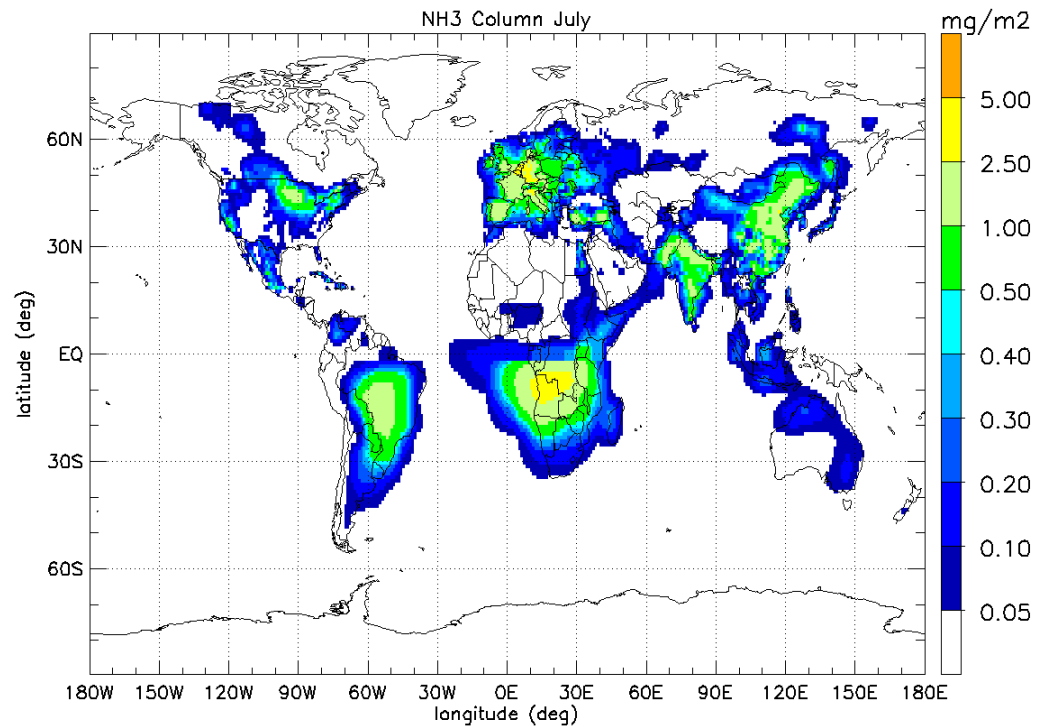 NH3 Column July
mg/m2
5.00
2.50
1.00
0.50
0.40
0.30
0.20
0.10
0.05
latitude (deg)
60N
30N
EQ
30S
60S
180W 150W 120W 90W 60W 30W 0E 30E 60E 90E 120E 150E 180E
longitude (deg)